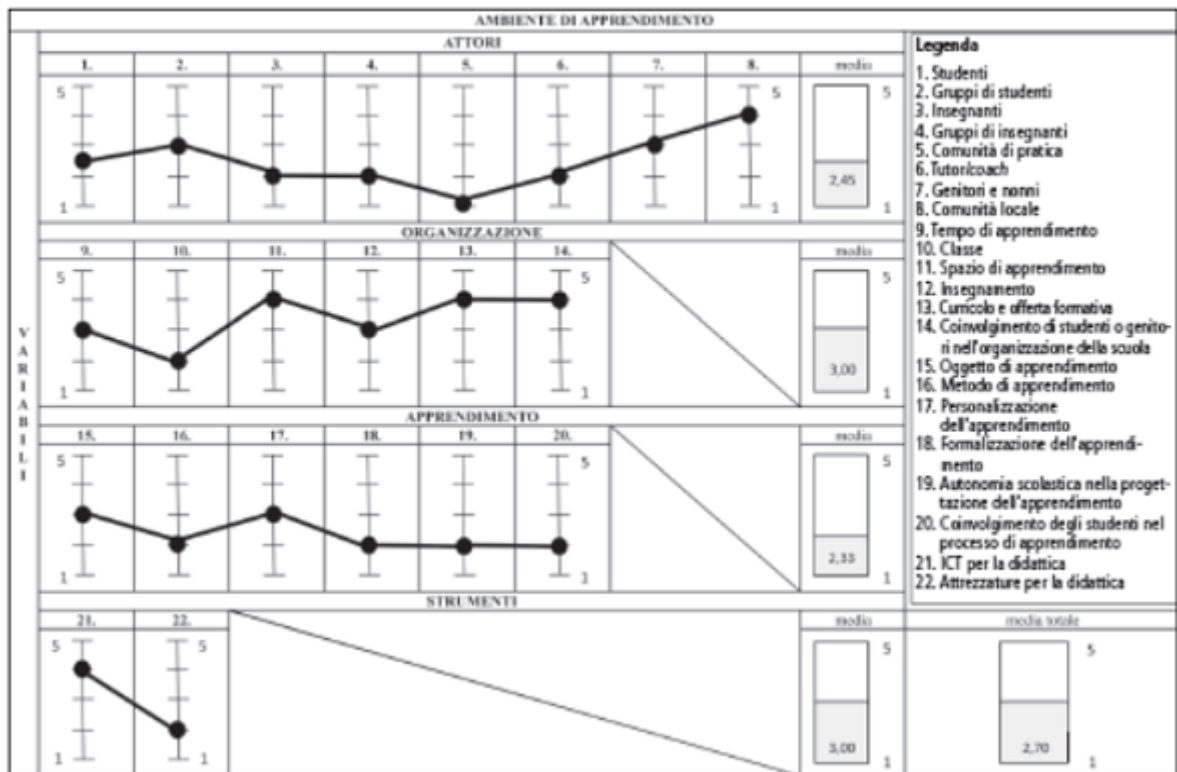 AMBIENTE DI APPRENDIMENTO
VARIABILI
ATTORI
1. 2. 3. 4. 5. 6. 7. 8. media
5 5 5
2,45
1 1 1
ORGANIZZAZIONE
9. 10. 11. 12. 13. 14. media
5 5 5
3,00
1 1 1
APPRENDIMENTO
15. 16. 17. 18. 19. 20. media
5 5 5
2,33
1 1 1
STRUMENTI
21. 22. media media totale
5 5 5 5
3,00 2,70
1 1 1 1
Legenda
1. Studenti
2. Gruppi di studenti
3. Insegnanti
4. Gruppi di insegnanti
5. Comunità di pratica
6. Tutor/coach
7. Genitori e nonni
8. Comunità locale
9. Tempo di apprendimento
10. Classe
11. Spazio di apprendimento
12. Insegnamento
13. Curricolo e offerta formativa
14. Coinvolgimento di studenti o genito-
ri nell'organizzazione della scuola
15. Oggetto di apprendimento
16. Metodo di apprendimento
17. Personalizzazione
dell'apprendimento
18. Formalizzazione dell'apprendi-
mento
19. Autonomia scolastica nella proget-
tazione dell'apprendimento
20. Coinvolgimento degli studenti nel
processo di apprendimento
21. ICT per la didattica
22. Attrezzature per la didattica